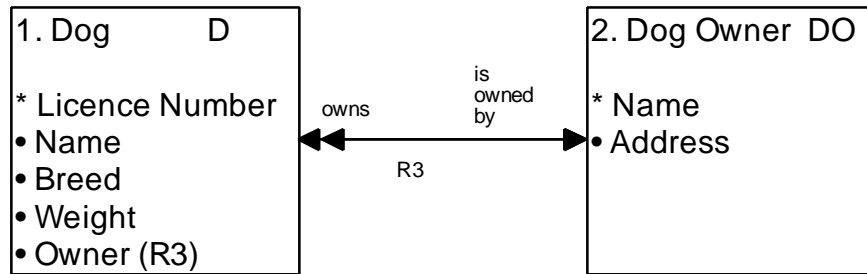 1. Dog D
* Licence Number
• Name
• Breed
• Weight
• Owner (R3)
owns
is
owned
by
R3
2. Dog Owner DO
* Name
• Address